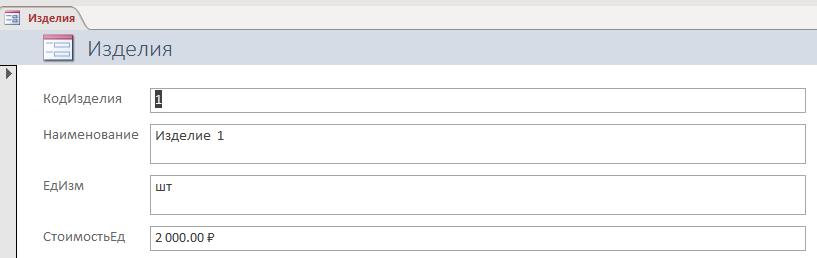 Изделия
Изделия
КодИзделия 1
Наименование Изделие 1
ЕдИзм шт
СтоимостьЕд 2 000.00 ₽